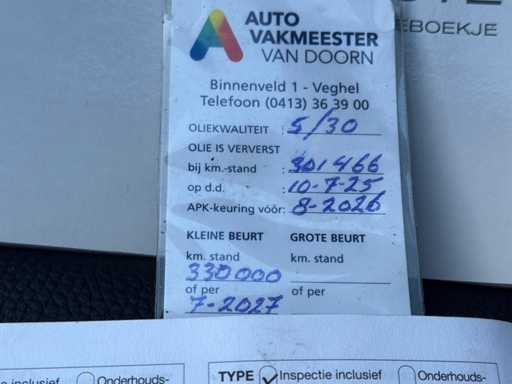 AUTO
VAKMEESTER
VAN DOORN
EBOEKJE
Binnenveld 1 - Veghel
Telefoon (0413) 36 39 00
OLIEKWALITEIT : 5/30
OLIE IS VERVERST
bij km.-stand : 301466
op d.d. : 10-7-25
APK-keuring vóór: 8-2026
KLEINE BEURT GROTE BEURT
km. stand km. stand
330000
of per of per
7-2027
e inclusief Onderhouds-
TYPE Inspectie inclusief Onderhouds-